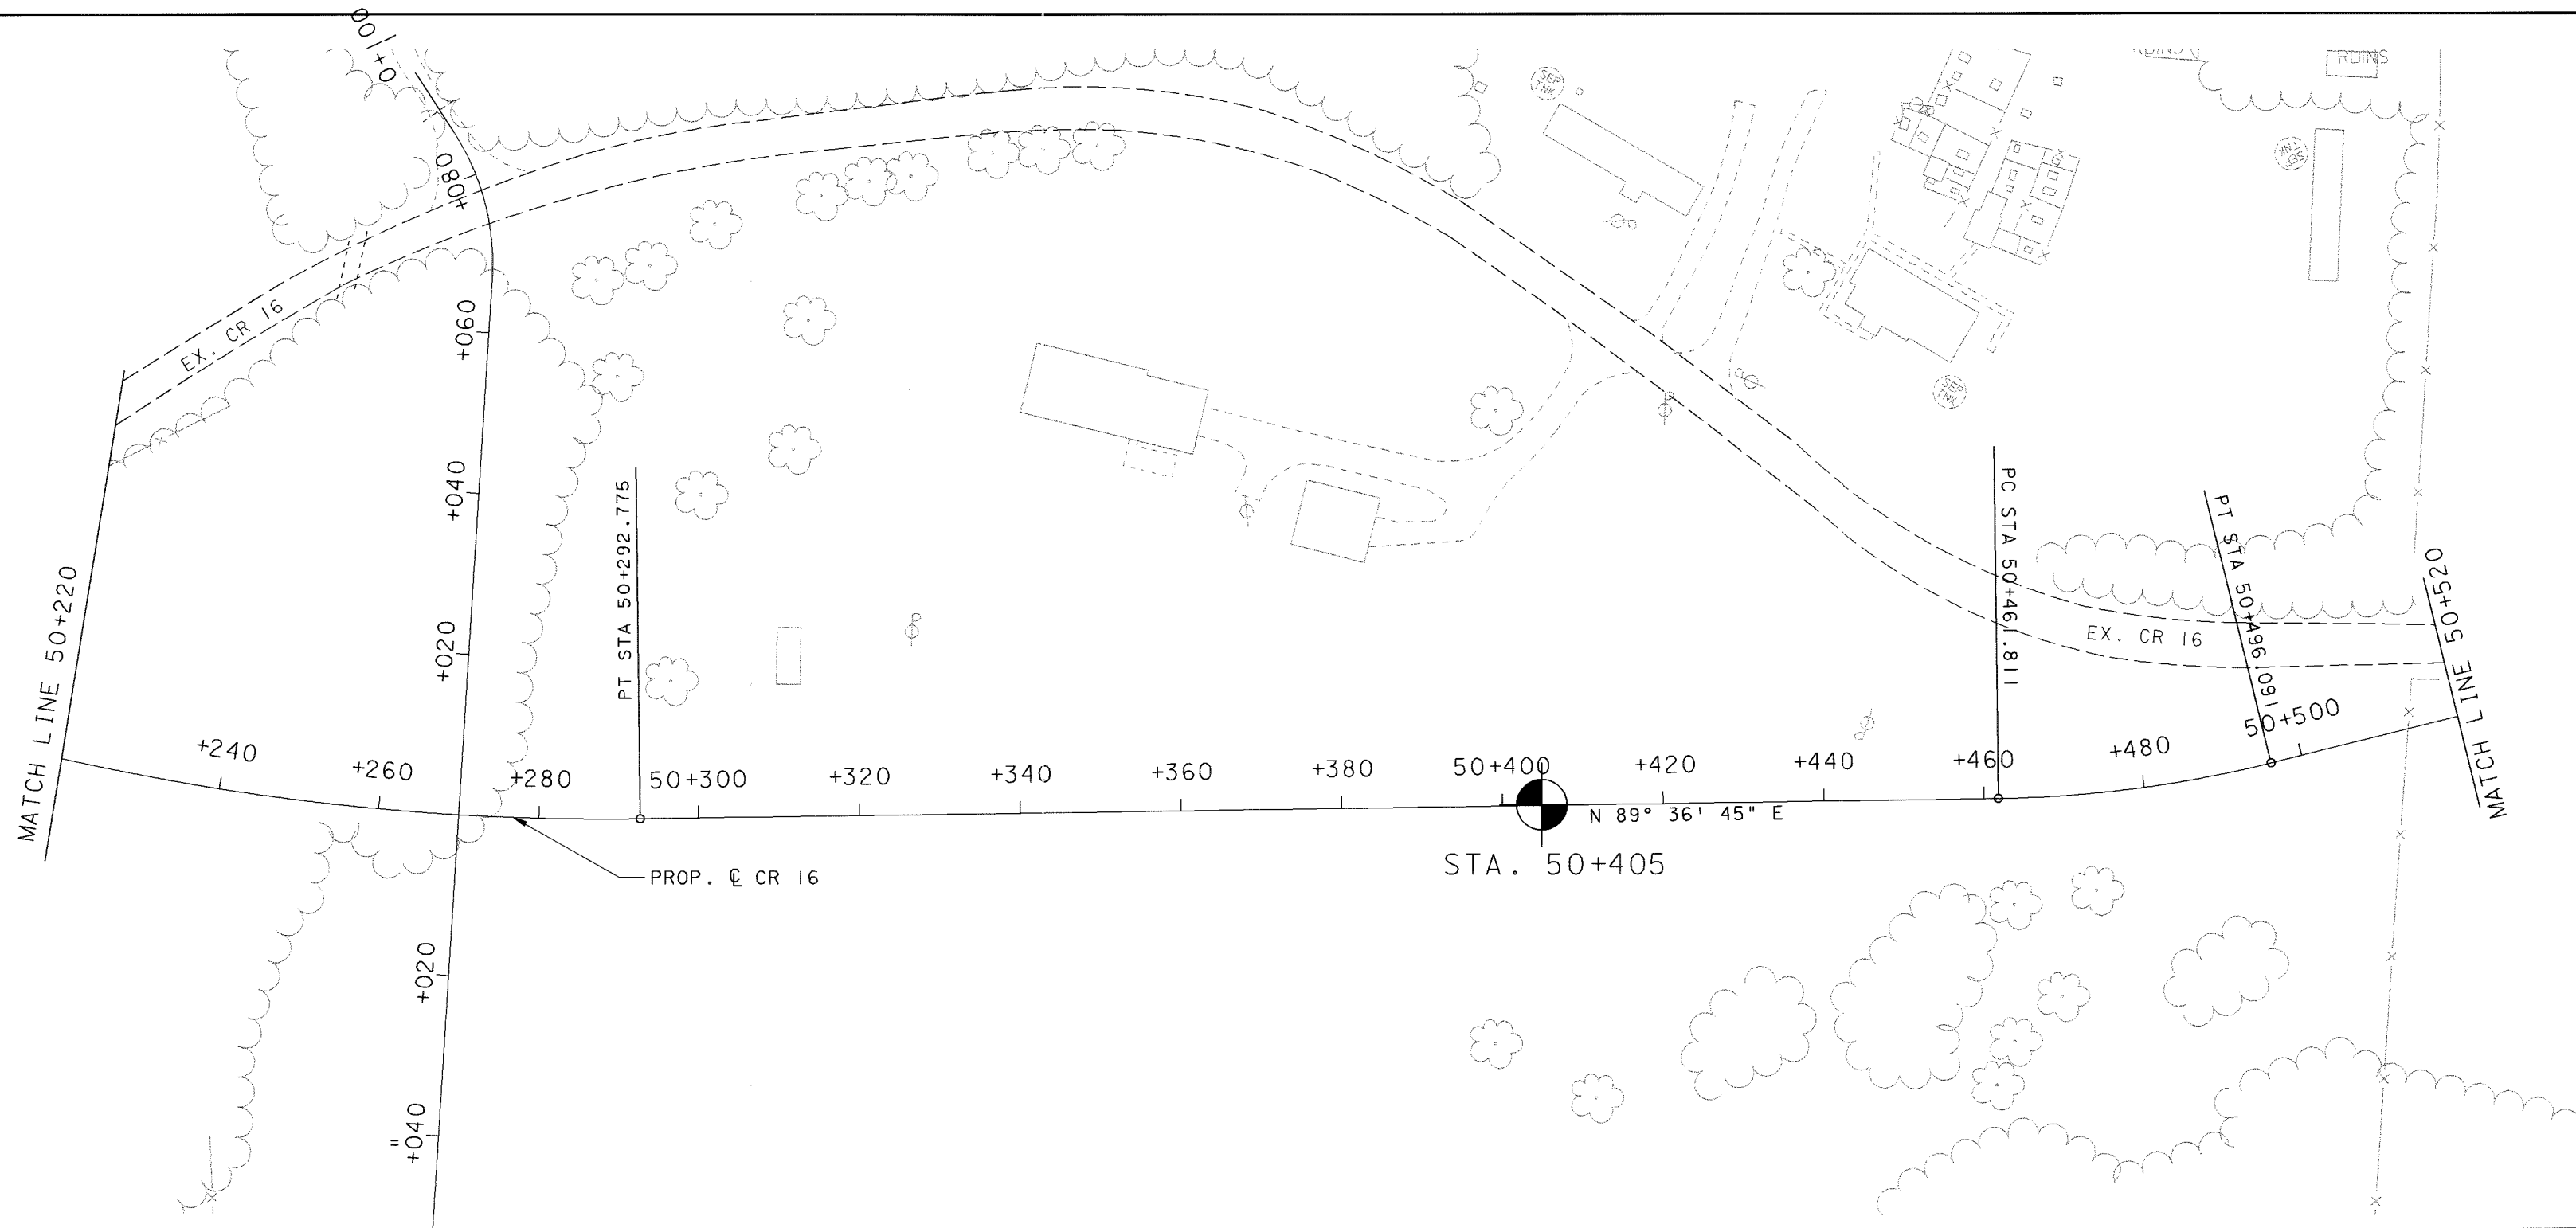 0+100
RUINS
RUINS
SEP
TNK
SEP
TNK
+080
EX. CR 16
+060
SEP
TNK
+040
PT STA 50+292.775
PC STA 50+461.811
PT STA 50+496.091
MATCH LINE 50+220
MATCH LINE 50+520
+020
EX. CR 16
+240
+260
+280
50+300
+320
+340
+360
+380
50+400
+420
+440
+460
+480
50+500
N 89° 36' 45" E
STA. 50+405
PROP. ℄ CR 16
+020
=
+040